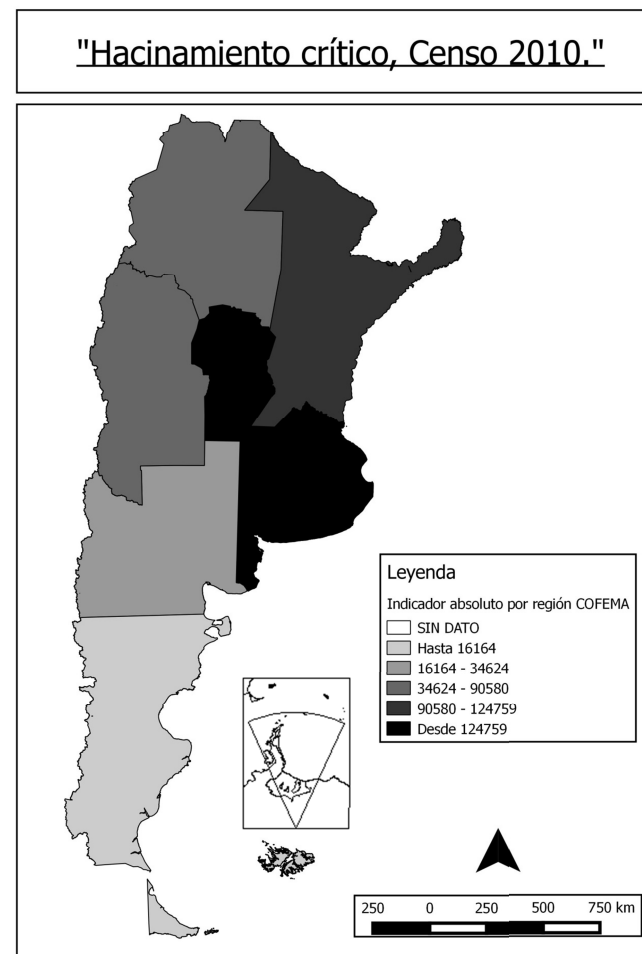 "Hacinamiento crítico, Censo 2010."
Leyenda
Indicador absoluto por región COFEMA
SIN DATO
Hasta 16164
16164 - 34624
34624 - 90580
90580 - 124759
Desde 124759
250 0 250 500 750 km